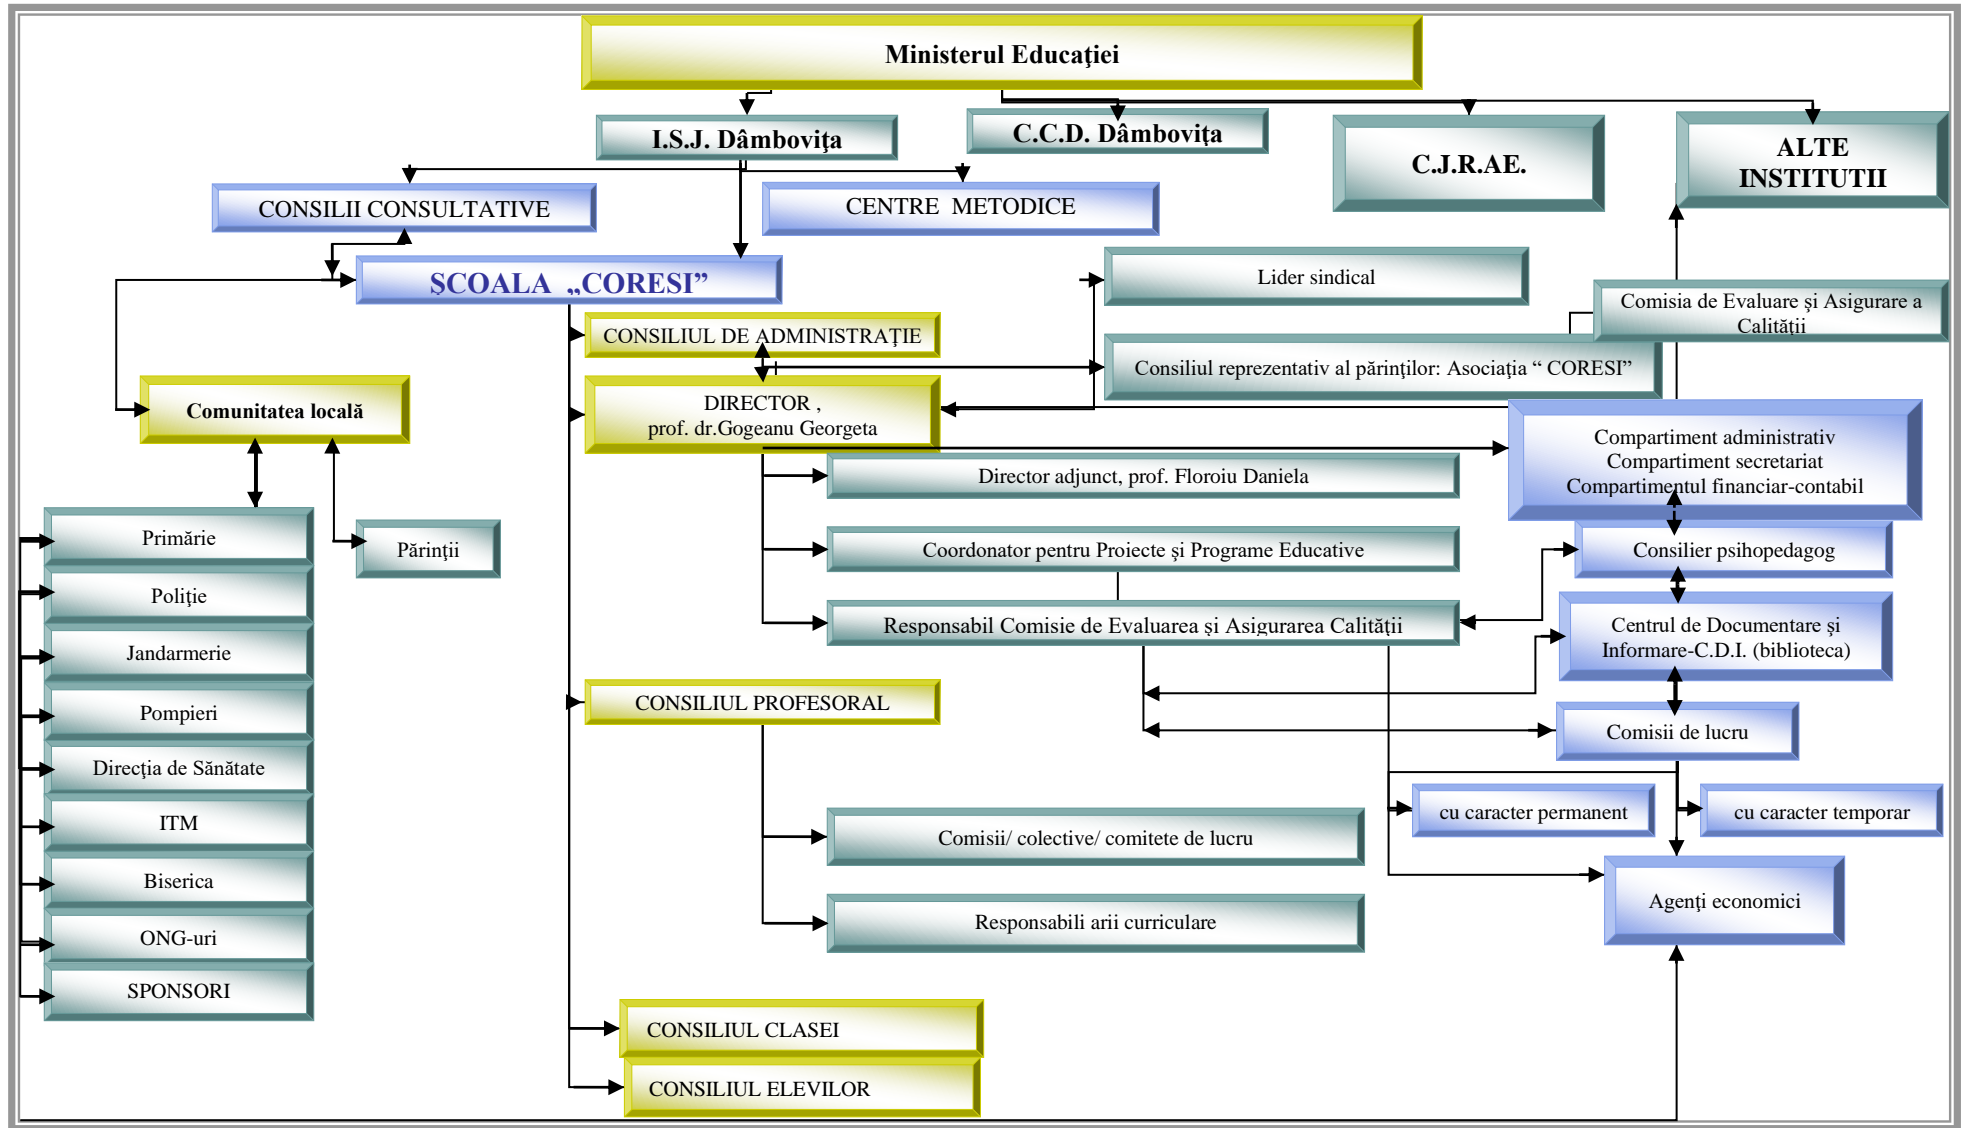 Ministerul Educaţiei
I.S.J. Dâmboviţa
C.C.D. Dâmbovița
C.J.R.AE.
ALTE
INSTITUTII
CONSILII CONSULTATIVE
CENTRE METODICE
ŞCOALA „CORESI”
Lider sindical
Comisia de Evaluare şi Asigurare a
Calităţii
CONSILIUL DE ADMINISTRAŢIE
Consiliul reprezentativ al părinţilor: Asociaţia “ CORESI”
Comunitatea locală
DIRECTOR ,
prof. dr.Gogeanu Georgeta
Compartiment administrativ
Compartiment secretariat
Compartimentul financiar-contabil
Director adjunct, prof. Floroiu Daniela
Primărie
Părinţii
Coordonator pentru Proiecte şi Programe Educative
Consilier psihopedagog
Poliţie
Responsabil Comisie de Evaluarea şi Asigurarea Calităţii
Centrul de Documentare şi
Informare-C.D.I. (biblioteca)
Jandarmerie
CONSILIUL PROFESORAL
Pompieri
Comisii de lucru
Direcţia de Sănătate
cu caracter permanent
cu caracter temporar
ITM
Comisii/ colective/ comitete de lucru
Biserica
Agenţi economici
Responsabili arii curriculare
ONG-uri
SPONSORI
CONSILIUL CLASEI
CONSILIUL ELEVILOR